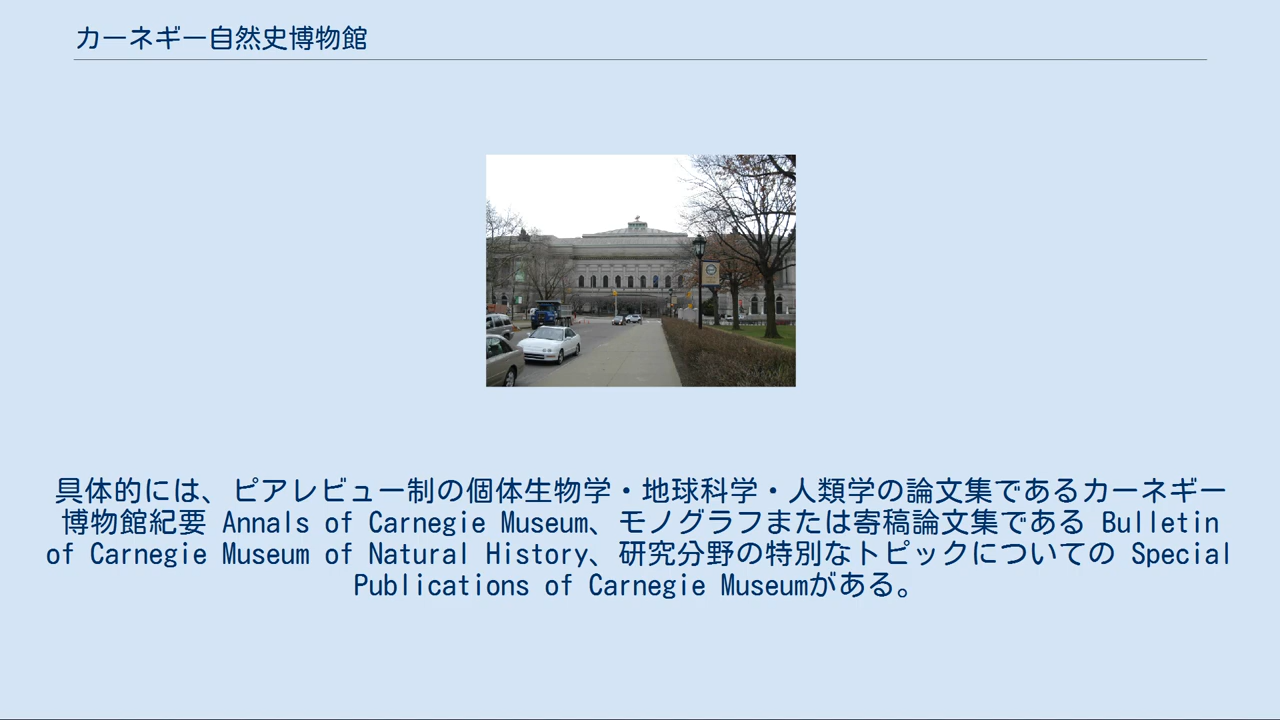 カーネギー自然史博物館
具体的には、ピアレビュー制の個体生物学・地球科学・人類学の論文集であるカーネギー
博物館紀要 Annals of Carnegie Museum、モノグラフまたは寄稿論文集である Bulletin
of Carnegie Museum of Natural History、研究分野の特別なトピックについての Special
Publications of Carnegie Museumがある。